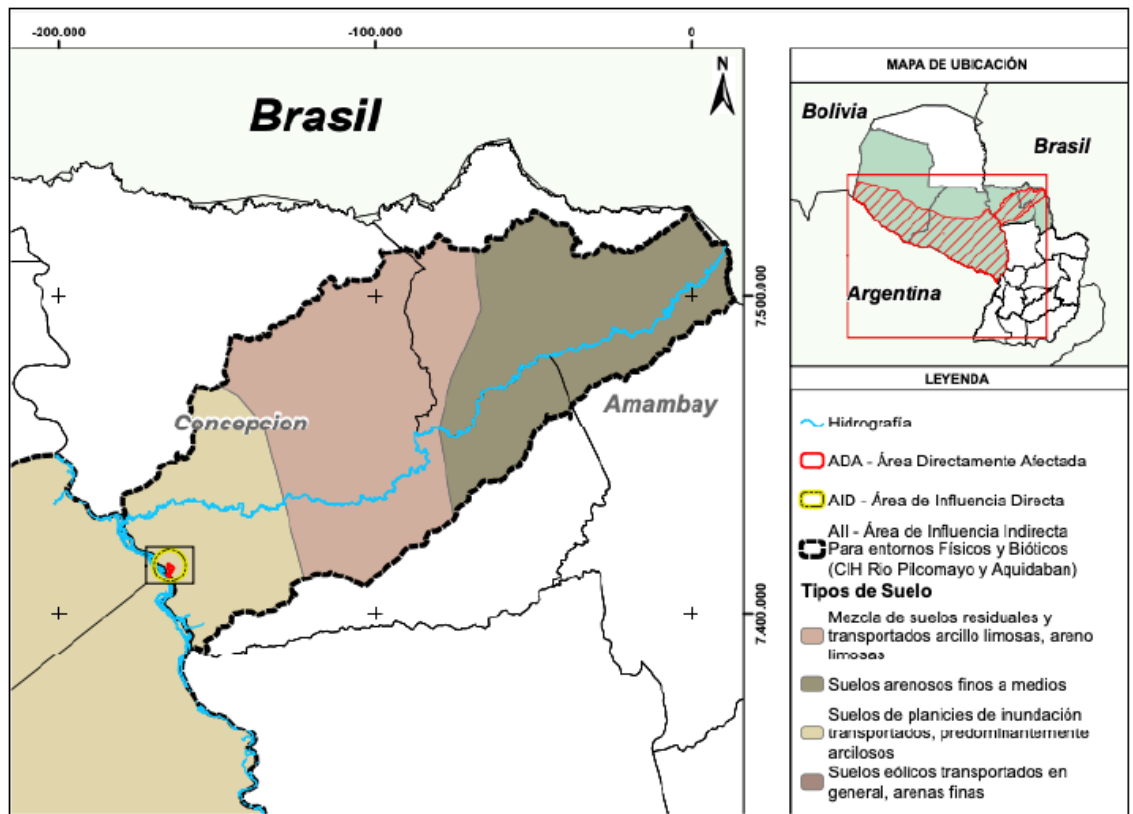 -200.000
-100.000
0
N
Brasil
7.500.000
Concepcion
Amambay
7.400.000
MAPA DE UBICACIÓN
Bolivia
Brasil
Argentina
LEYENDA
Hidrografía
ADA - Área Directamente Afectada
AID - Área de Influencia Directa
AII - Área de Influencia Indirecta
Para entornos Físicos y Bióticos
(CIH Rio Pilcomayo y Aquidaban)
Tipos de Suelo
Mezcla de suelos residuales y
transportados arcillo limosas, areno
limosas
Suelos arenosos finos a medios
Suelos de planicies de inundación
transportados, predominantemente
arcilosos
Suelos eólicos transportados en
general, arenas finas